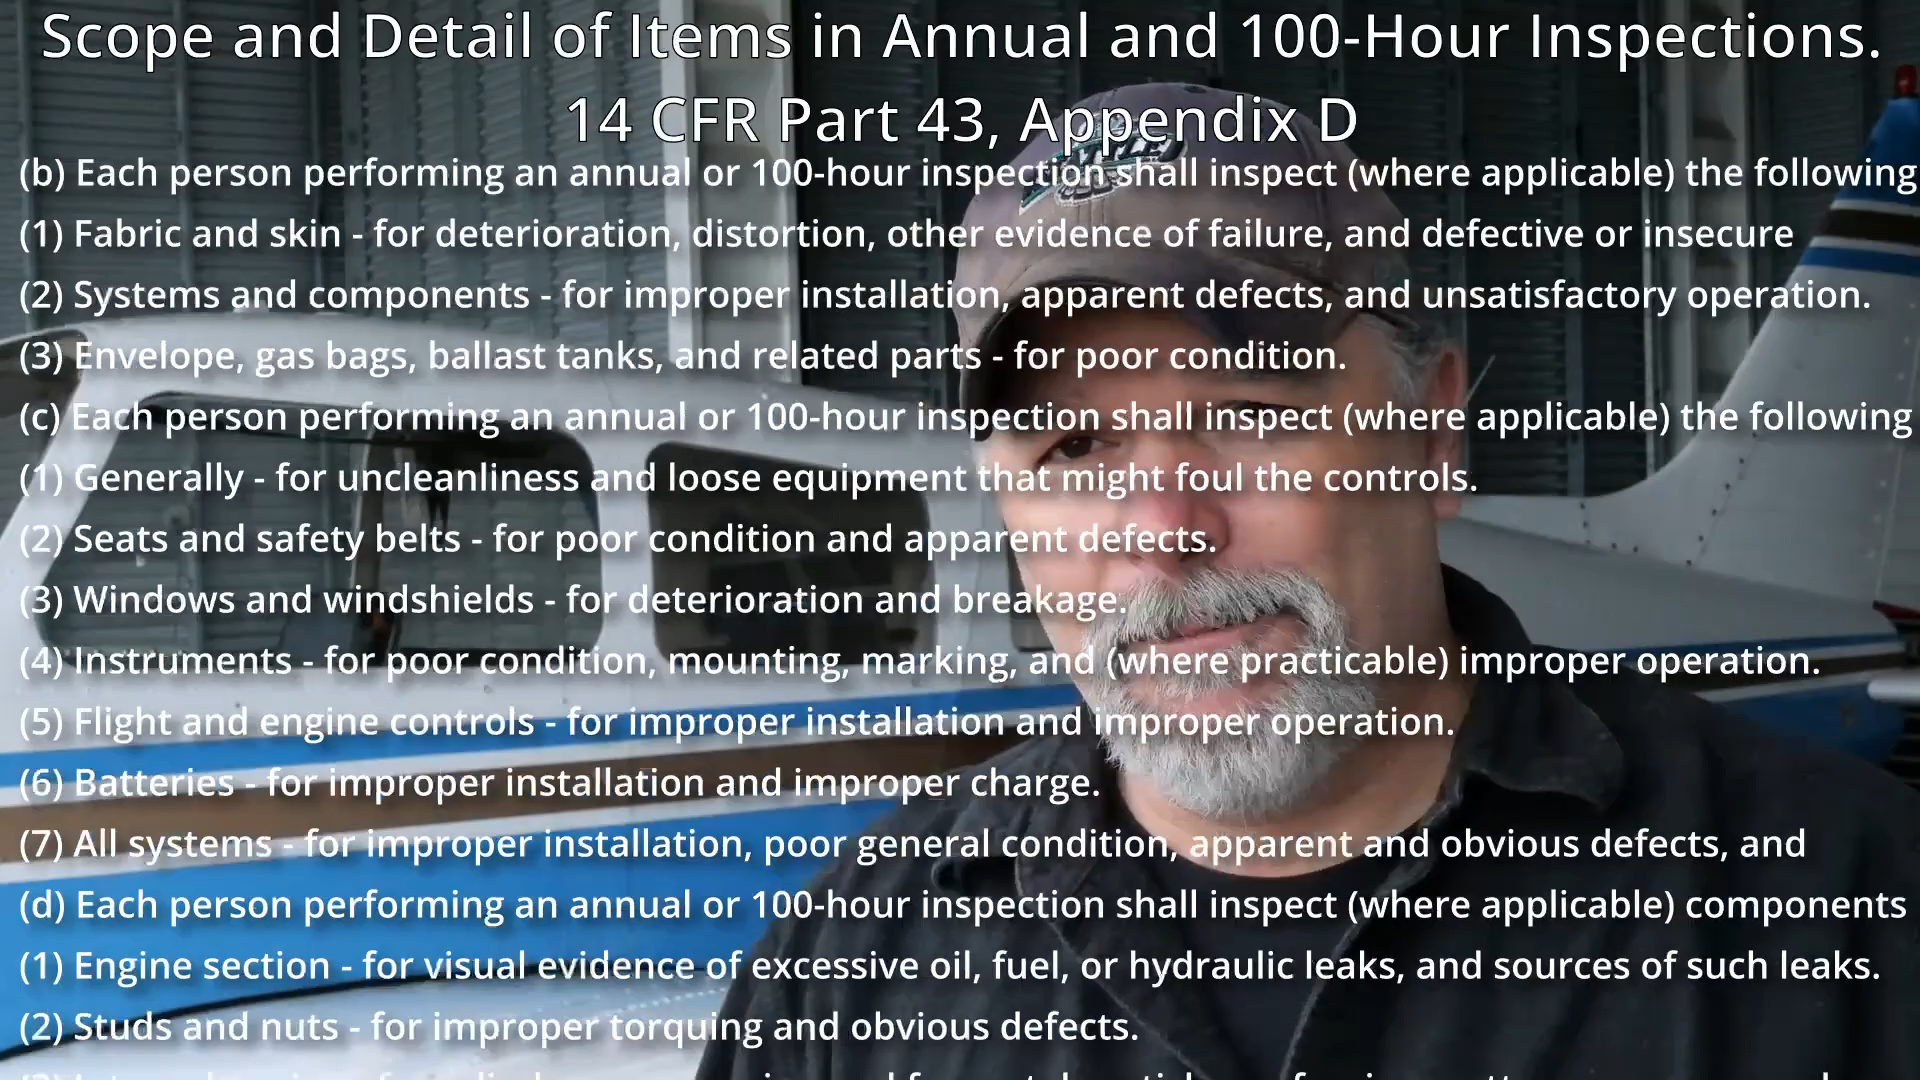 Scope and Detail of Items in Annual and 100-Hour Inspections.
14 CFR Part 43, Appendix D
(b) Each person performing an annual or 100-hour inspection shall inspect (where applicable) the following
(1) Fabric and skin - for deterioration, distortion, other evidence of failure, and defective or insecure
(2) Systems and components - for improper installation, apparent defects, and unsatisfactory operation.
(3) Envelope, gas bags, ballast tanks, and related parts - for poor condition.
(c) Each person performing an annual or 100-hour inspection shall inspect (where applicable) the following
(1) Generally - for uncleanliness and loose equipment that might foul the controls.
(2) Seats and safety belts - for poor condition and apparent defects.
(3) Windows and windshields - for deterioration and breakage.
(4) Instruments - for poor condition, mounting, marking, and (where practicable) improper operation.
(5) Flight and engine controls - for improper installation and improper operation.
(6) Batteries - for improper installation and improper charge.
(7) All systems - for improper installation, poor general condition, apparent and obvious defects, and
(d) Each person performing an annual or 100-hour inspection shall inspect (where applicable) components
(1) Engine section - for visual evidence of excessive oil, fuel, or hydraulic leaks, and sources of such leaks.
(2) Studs and nuts - for improper torquing and obvious defects.